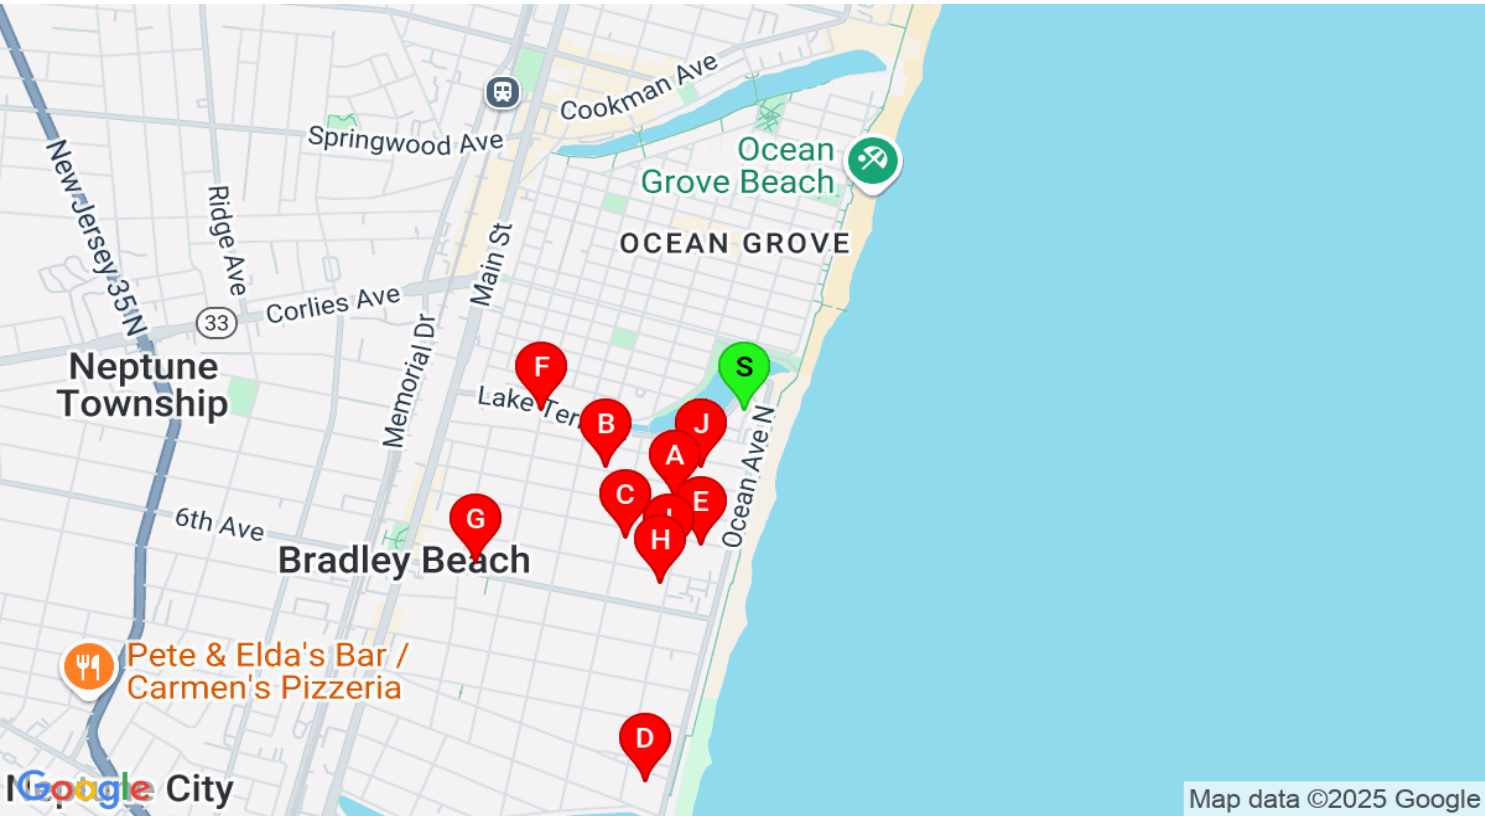 Cookman Ave
Springwood Ave
Ocean
Grove Beach
New Jersey 35 N
Ridge Ave
OCEAN GROVE
Main St
Corlies Ave
33
Memorial Dr
Neptune
Township
F
S
Lake Ter
B
J
A
Ocean Ave N
C
E
G
H
6th Ave
Bradley Beach
Pete & Elda's Bar /
Carmen's Pizzeria
D
Google
City
Map data ©2025 Google